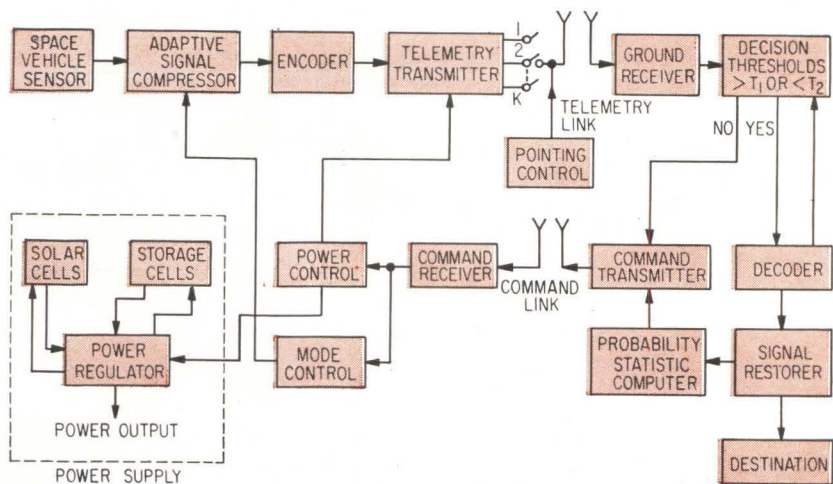 SPACE
VEHICLE
SENSOR
ADAPTIVE
SIGNAL
COMPRESSOR
ENCODER
TELEMETRY
TRANSMITTER
1
2
K
TELEMETRY
LINK
POINTING
CONTROL
GROUND
RECEIVER
DECISION
THRESHOLDS
>T1 OR <T2
NO YES
SOLAR
CELLS
STORAGE
CELLS
POWER
REGULATOR
POWER OUTPUT
POWER SUPPLY
POWER
CONTROL
MODE
CONTROL
COMMAND
RECEIVER
COMMAND
LINK
COMMAND
TRANSMITTER
PROBABILITY
STATISTIC
COMPUTER
DECODER
SIGNAL
RESTORER
DESTINATION